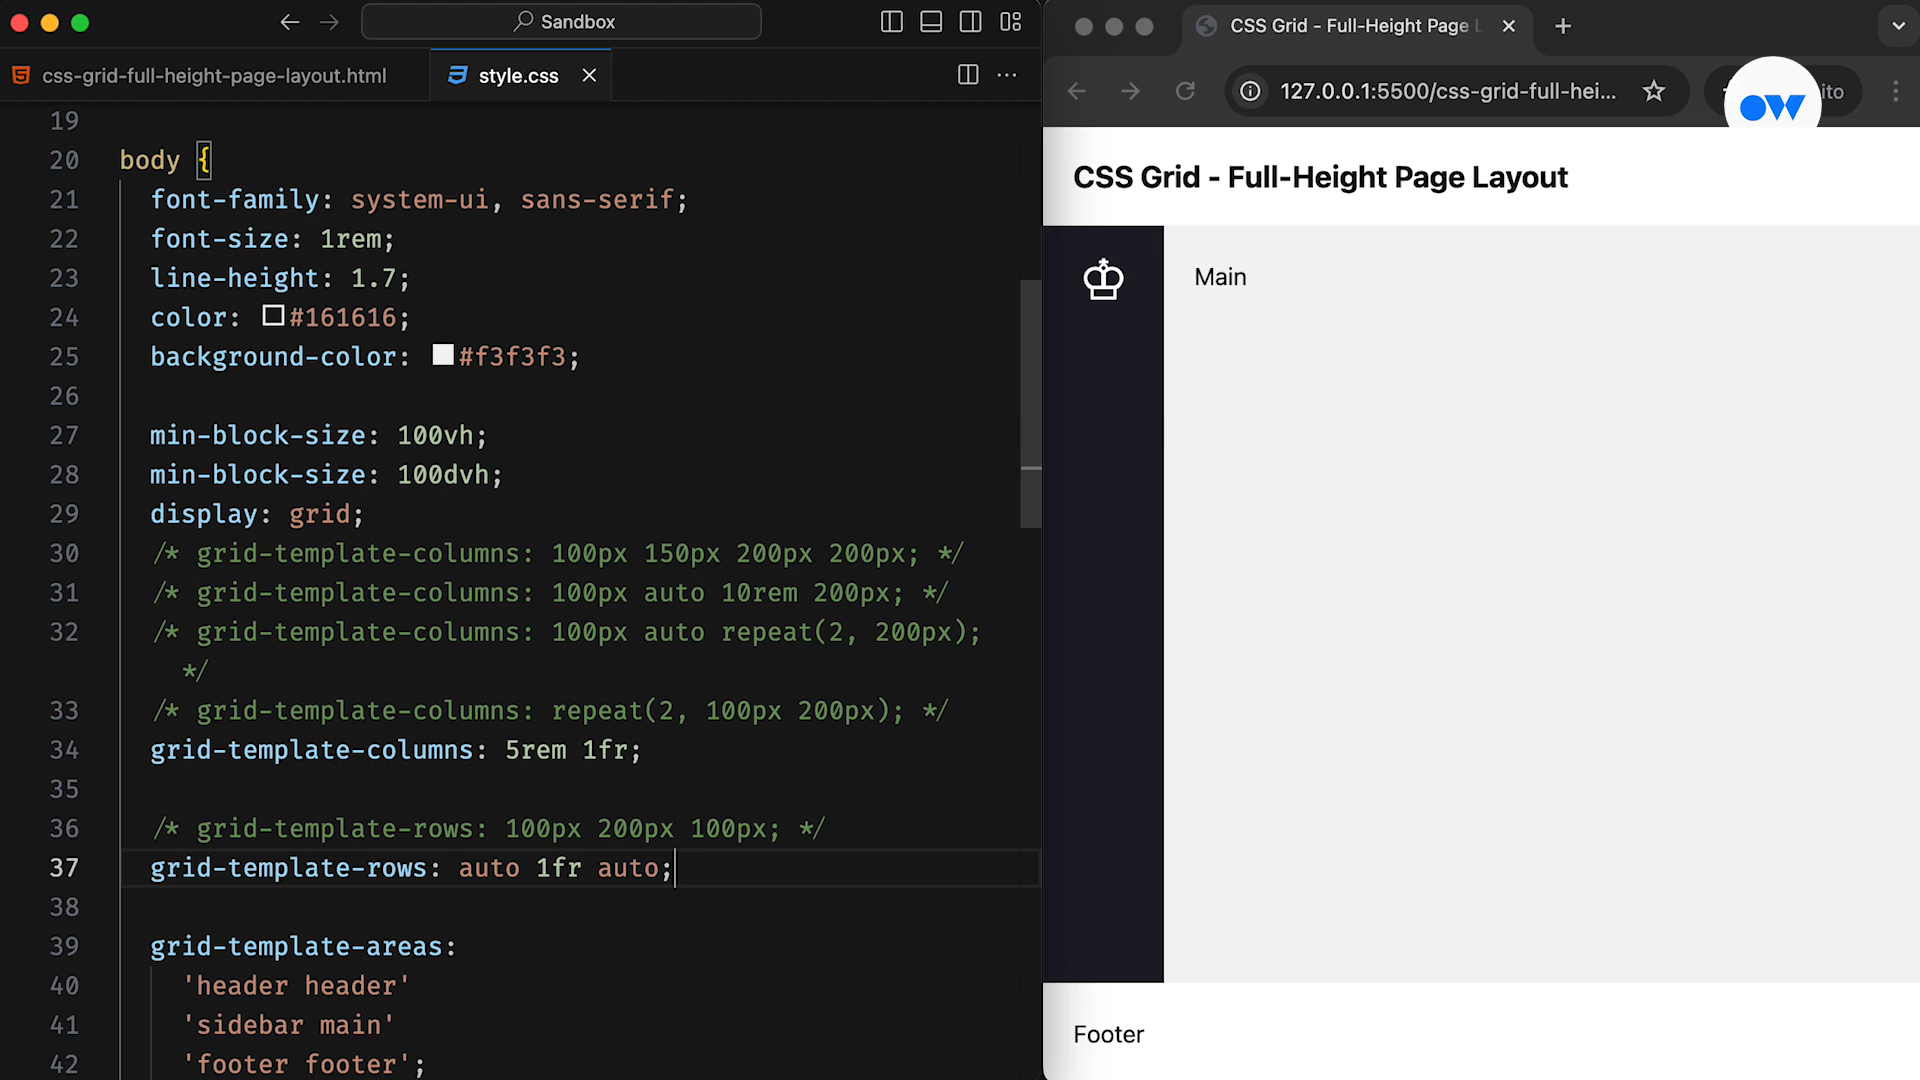 Sandbox
css-grid-full-height-page-layout.html
style.css
19
20 body {
21 font-family: system-ui, sans-serif;
22 font-size: 1rem;
23 line-height: 1.7;
24 color: #161616;
25 background-color: #f3f3f3;
26
27 min-block-size: 100vh;
28 min-block-size: 100dvh;
29 display: grid;
30 /* grid-template-columns: 100px 150px 200px 200px; */
31 /* grid-template-columns: 100px auto 10rem 200px; */
32 /* grid-template-columns: 100px auto repeat(2, 200px);
*/
33 /* grid-template-columns: repeat(2, 100px 200px); */
34 grid-template-columns: 5rem 1fr;
35
36 /* grid-template-rows: 100px 200px 100px; */
37 grid-template-rows: auto 1fr auto;
38
39 grid-template-areas:
40 'header header'
41 'sidebar main'
42 'footer footer';
CSS Grid - Full-Height Page
127.0.0.1:5500/css-grid-full-hei...
ow
CSS Grid - Full-Height Page Layout
Main
Footer